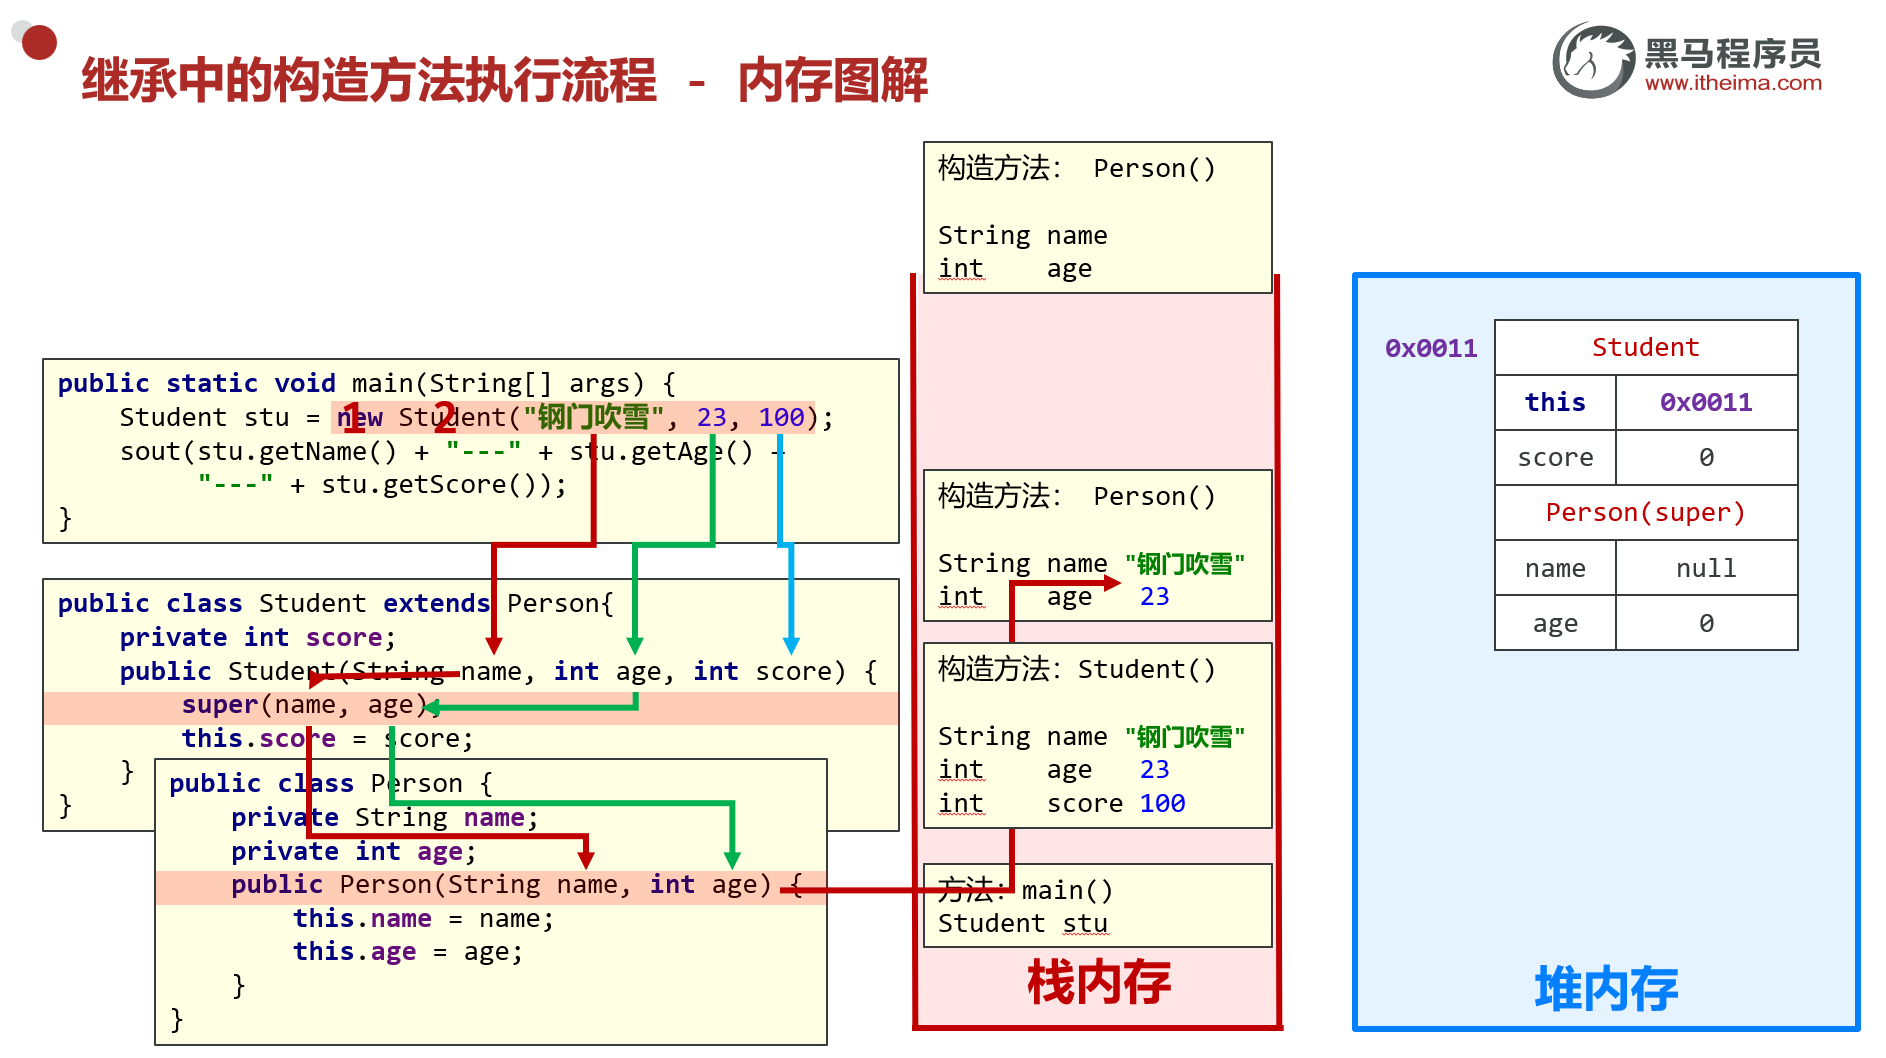 继承中的构造方法执行流程 - 内存图解
黑马程序员
www.itheima.com
public static void main(String[] args) {
Student stu = new Student("钢门吹雪", 23, 100);
1 2
sout(stu.getName() + "---" + stu.getAge() +
"---" + stu.getScore());
}
public class Student extends Person{
private int score;
public Student(String name, int age, int score) {
super(name, age);
this.score = score;
}
}
public class Person {
private String name;
private int age;
public Person(String name, int age) {
this.name = name;
this.age = age;
}
}
构造方法: Person()
String name
int age
构造方法: Person()
String name "钢门吹雪"
int age 23
构造方法: Student()
String name "钢门吹雪"
int age 23
int score 100
方法: main()
Student stu
栈内存
0x0011
Student
this 0x0011
score 0
Person(super)
name null
age 0
堆内存